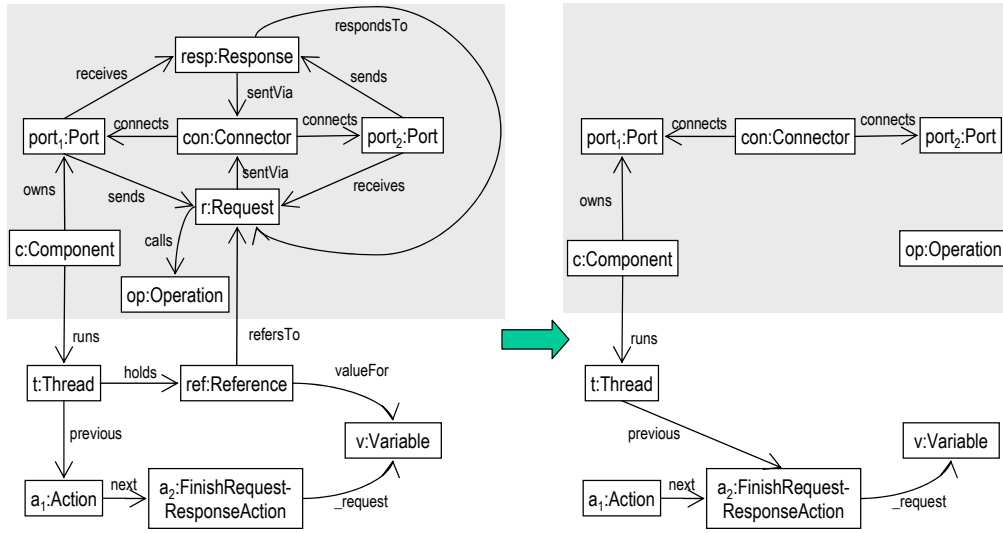 respondsTo
resp:Response
receives
sends
sentVia
port₁:Port
connects
con:Connector
connects
port₂:Port
sentVia
owns
sends
receives
r:Request
calls
c:Component
op:Operation
runs
refersTo
t:Thread
holds
ref:Reference
valueFor
previous
v:Variable
a₁:Action
next
a₂:FinishRequest-
ResponseAction
_request
port₁:Port
connects
con:Connector
connects
port₂:Port
owns
c:Component
op:Operation
runs
t:Thread
previous
v:Variable
a₁:Action
next
a₂:FinishRequest-
ResponseAction
_request